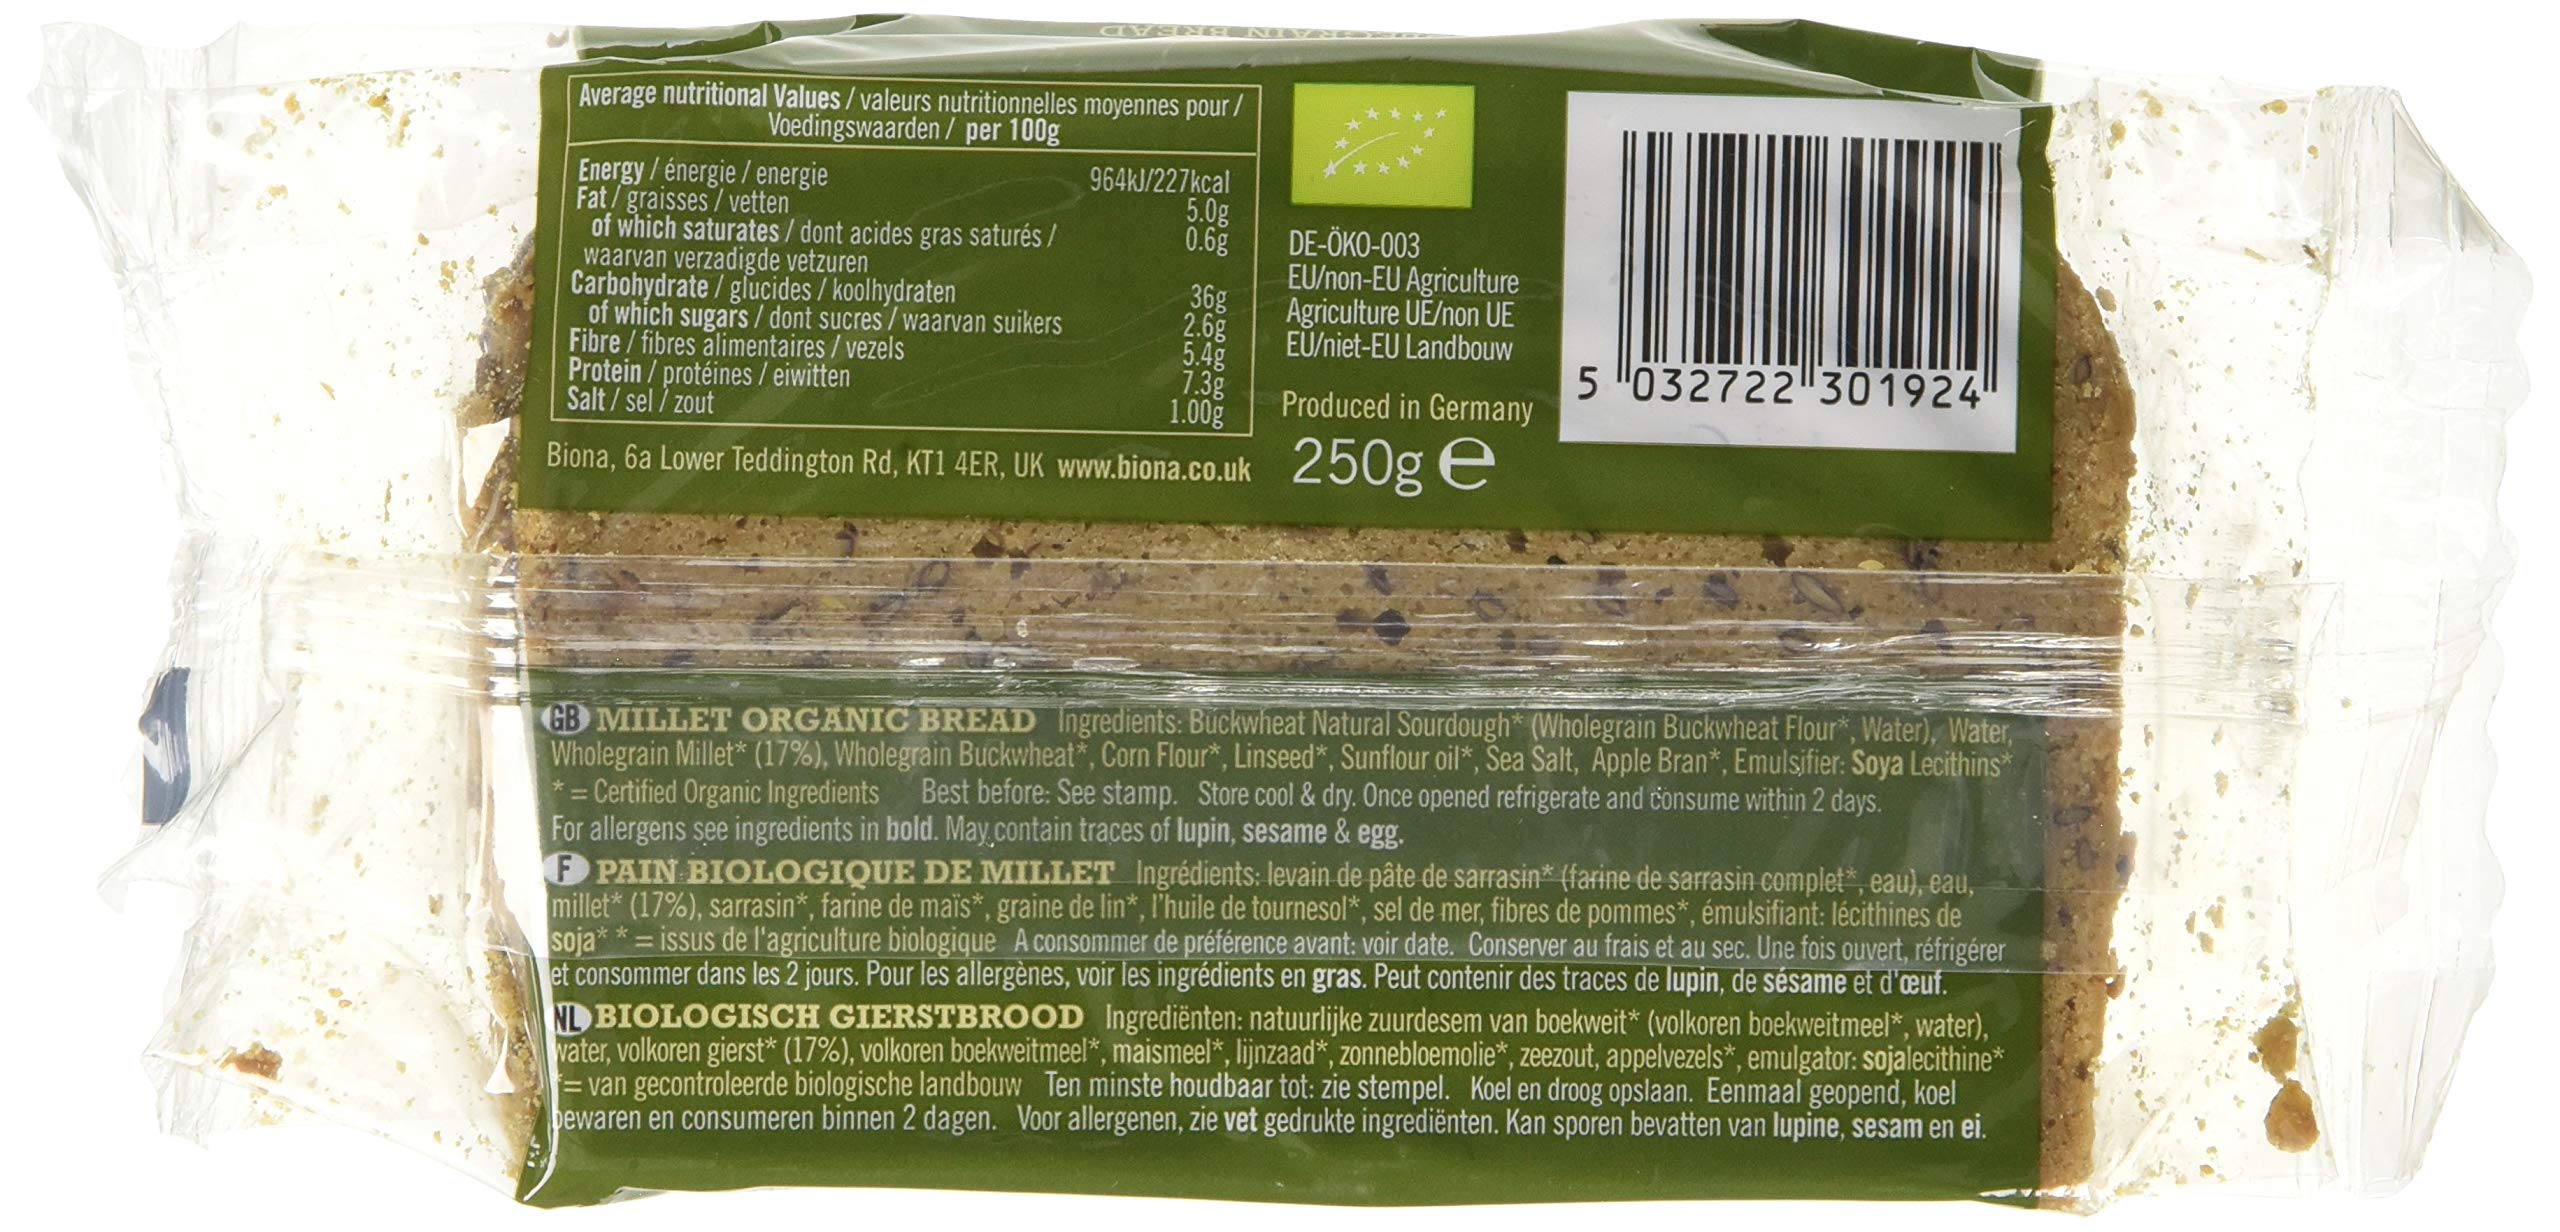 Average nutritional Values / valeurs nutritionnelles moyennes pour /
Voedingswaarden / per 100g
Energy / énergie / energie 964kJ/227kcal
Fat / graisses / vetten 5.0g
of which saturates / dont acides gras saturés / 0.6g
waarvan verzadigde vetzuren
Carbohydrate / glucides / koolhydraten 36g
of which sugars / dont sucres / waarvan suikers 2.6g
Fibre / fibres alimentaires / vezels 5.4g
Protein / protéines / eiwitten 7.3g
Salt / sel / zout 1.00g
Biona, 6a Lower Teddington Rd, KT1 4ER, UK www.biona.co.uk
DE-ÖKO-003
EU/non-EU Agriculture
Agriculture UE/non UE
EU/niet-EU Landbouw
Produced in Germany
250g e
5 032722 301924
GB MILLET ORGANIC BREAD Ingredients: Buckwheat Natural Sourdough* (Wholegrain Buckwheat Flour*, Water), Water,
Wholegrain Millet* (17%), Wholegrain Buckwheat*, Corn Flour*, Linseed*, Sunflour oil*, Sea Salt, Apple Bran*, Emulsifier: Soya Lecithins*
* = Certified Organic Ingredients Best before: See stamp. Store cool & dry. Once opened refrigerate and consume within 2 days.
For allergens see ingredients in bold. May contain traces of lupin, sesame & egg.
F PAIN BIOLOGIQUE DE MILLET Ingrédients: levain de pâte de sarrasin* (farine de sarrasin complet*, eau), eau,
millet* (17%), sarrasin*, farine de maïs*, graine de lin*, l'huile de tournesol*, sel de mer, fibres de pommes*, émulsifiant: lécithines de
soja* * = issus de l'agriculture biologique A consommer de préférence avant: voir date. Conserver au frais et au sec. Une fois ouvert, réfrigérer
et consommer dans les 2 jours. Pour les allergènes, voir les ingrédients en gras. Peut contenir des traces de lupin, de sésame et d'œuf.
NL BIOLOGISCH GIERSTBROOD Ingrediënten: natuurlijke zuurdesem van boekweit* (volkoren boekweitmeel*, water),
water, volkoren gierst* (17%), volkoren boekweitmeel*, maismeel*, lijnzaad*, zonnebloemolie*, zeezout, appelvezels*, emulgator: sojalecithine*
*= van gecontroleerde biologische landbouw Ten minste houdbaar tot: zie stempel. Koel en droog opslaan. Eenmaal geopend, koel
bewaren en consumeren binnen 2 dagen. Voor allergenen, zie vet gedrukte ingrediënten. Kan sporen bevatten van lupine, sesam en ei.